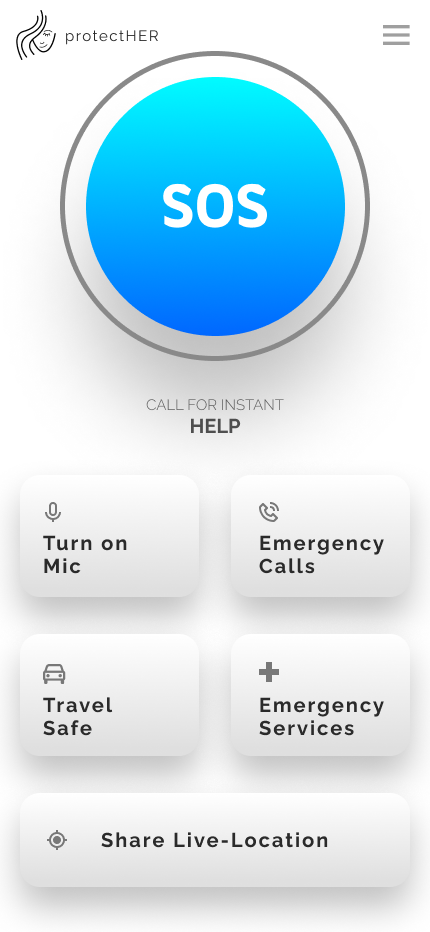 protectHER
SOS
CALL FOR INSTANT
HELP
Turn on
Mic
Emergency
Calls
Travel
Safe
Emergency
Services
Share Live-Location